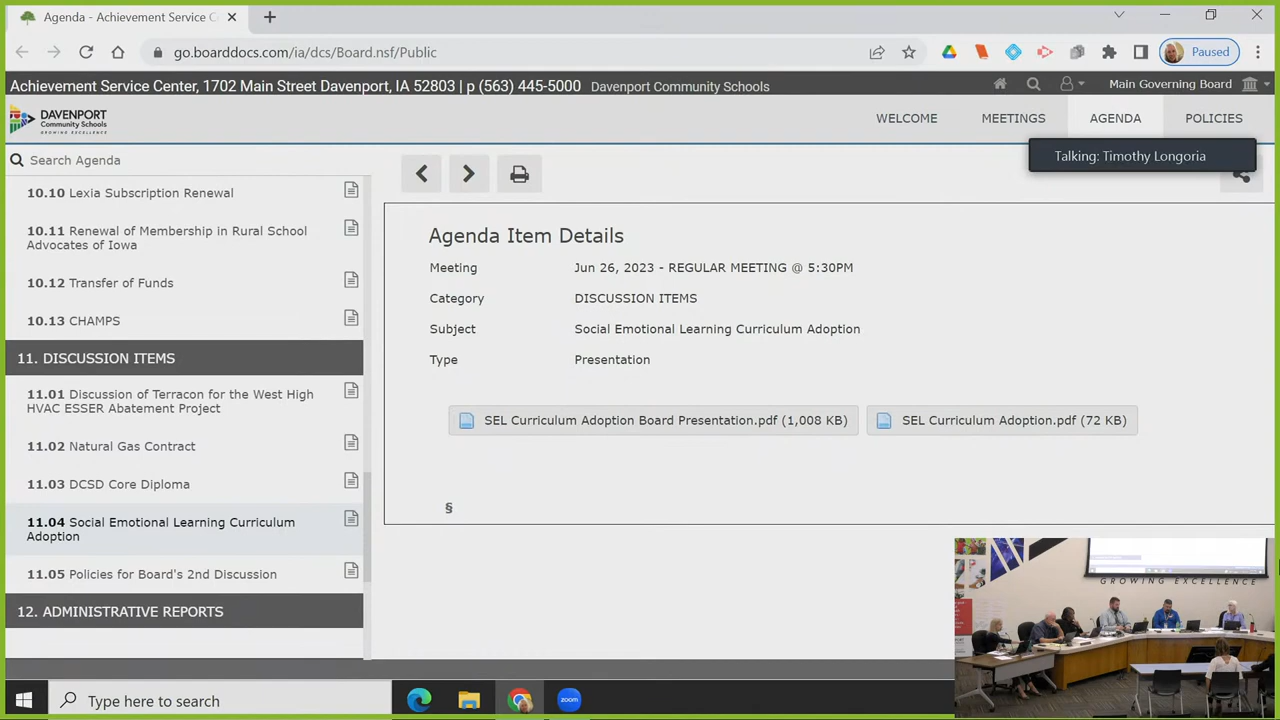 Agenda - Achievement Service C
go.boarddocs.com/ia/dcs/Board.nsf/Public
Paused
Achievement Service Center, 1702 Main Street Davenport, IA 52803 | p (563) 445-5000 Davenport Community Schools
Main Governing Board
DAVENPORT
Community Schools
GROWING EXCELLENCE
WELCOME
MEETINGS
AGENDA
POLICIES
Talking: Timothy Longoria
Search Agenda
10.10 Lexia Subscription Renewal
10.11 Renewal of Membership in Rural School
Advocates of Iowa
10.12 Transfer of Funds
10.13 CHAMPS
11. DISCUSSION ITEMS
11.01 Discussion of Terracon for the West High
HVAC ESSER Abatement Project
11.02 Natural Gas Contract
11.03 DCSD Core Diploma
11.04 Social Emotional Learning Curriculum
Adoption
11.05 Policies for Board's 2nd Discussion
12. ADMINISTRATIVE REPORTS
Agenda Item Details
Meeting Jun 26, 2023 - REGULAR MEETING @ 5:30PM
Category DISCUSSION ITEMS
Subject Social Emotional Learning Curriculum Adoption
Type Presentation
SEL Curriculum Adoption Board Presentation.pdf (1,008 KB)
SEL Curriculum Adoption.pdf (72 KB)
§
GROWING EXCELLENCE
Type here to search
zoom